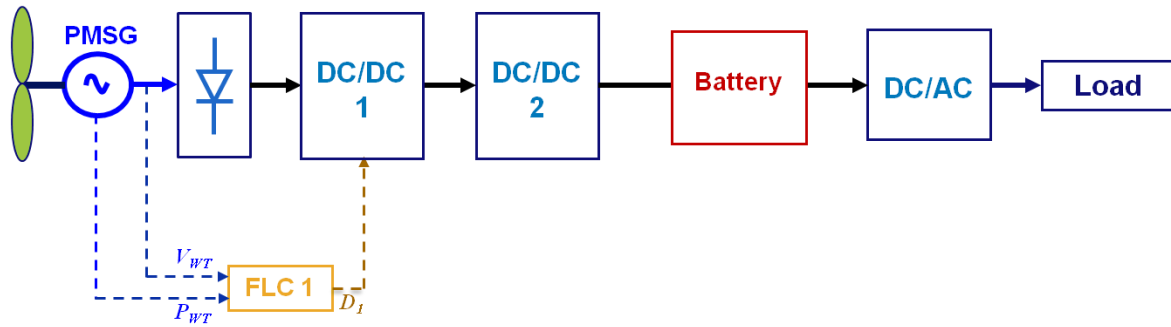 PMSG
DC/DC
1
DC/DC
2
Battery
DC/AC
Load
V_WT
P_WT
FLC 1
D_1